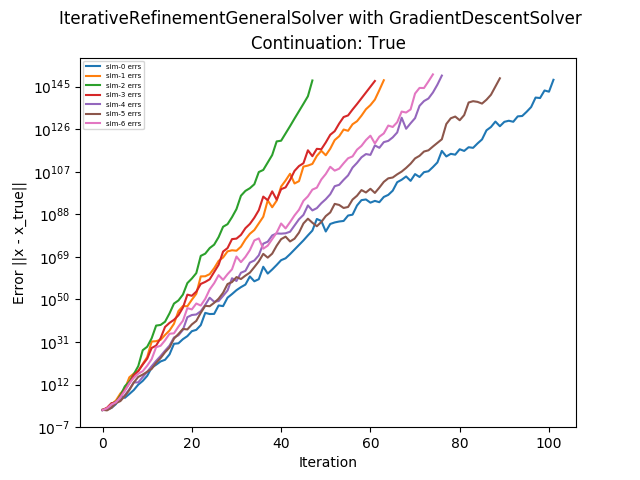 IterativeRefinementGeneralSolver with GradientDescentSolver
Continuation: True
sim-0 errs
sim-1 errs
sim-2 errs
sim-3 errs
sim-4 errs
sim-5 errs
sim-6 errs
10^145
10^126
10^107
10^88
10^69
10^50
10^31
10^12
10^-7
Error ||x - x_true||
0 20 40 60 80 100
Iteration